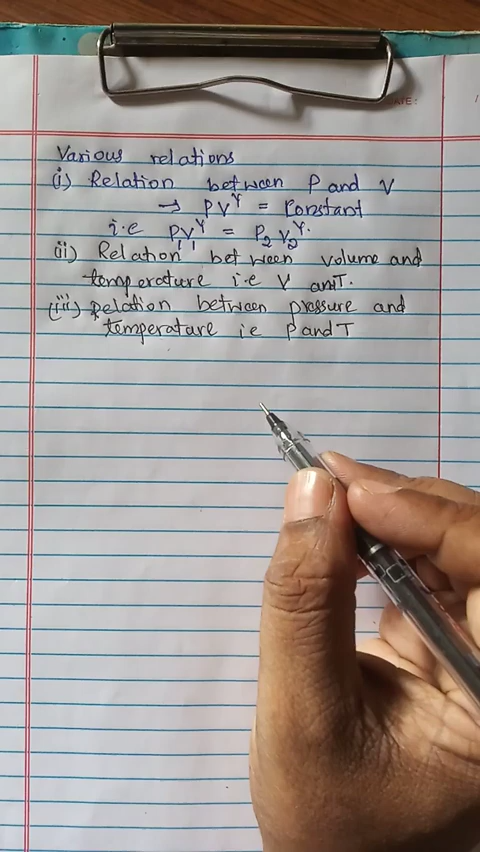 DATE:
Various relations
(i) Relation between P and V
→ PV^γ = Constant
i.e P₁V₁^γ = P₂V₂^γ.
(ii) Relation between volume and
temperature i.e V and T.
(iii) Relation between pressure and
temperature ie P and T